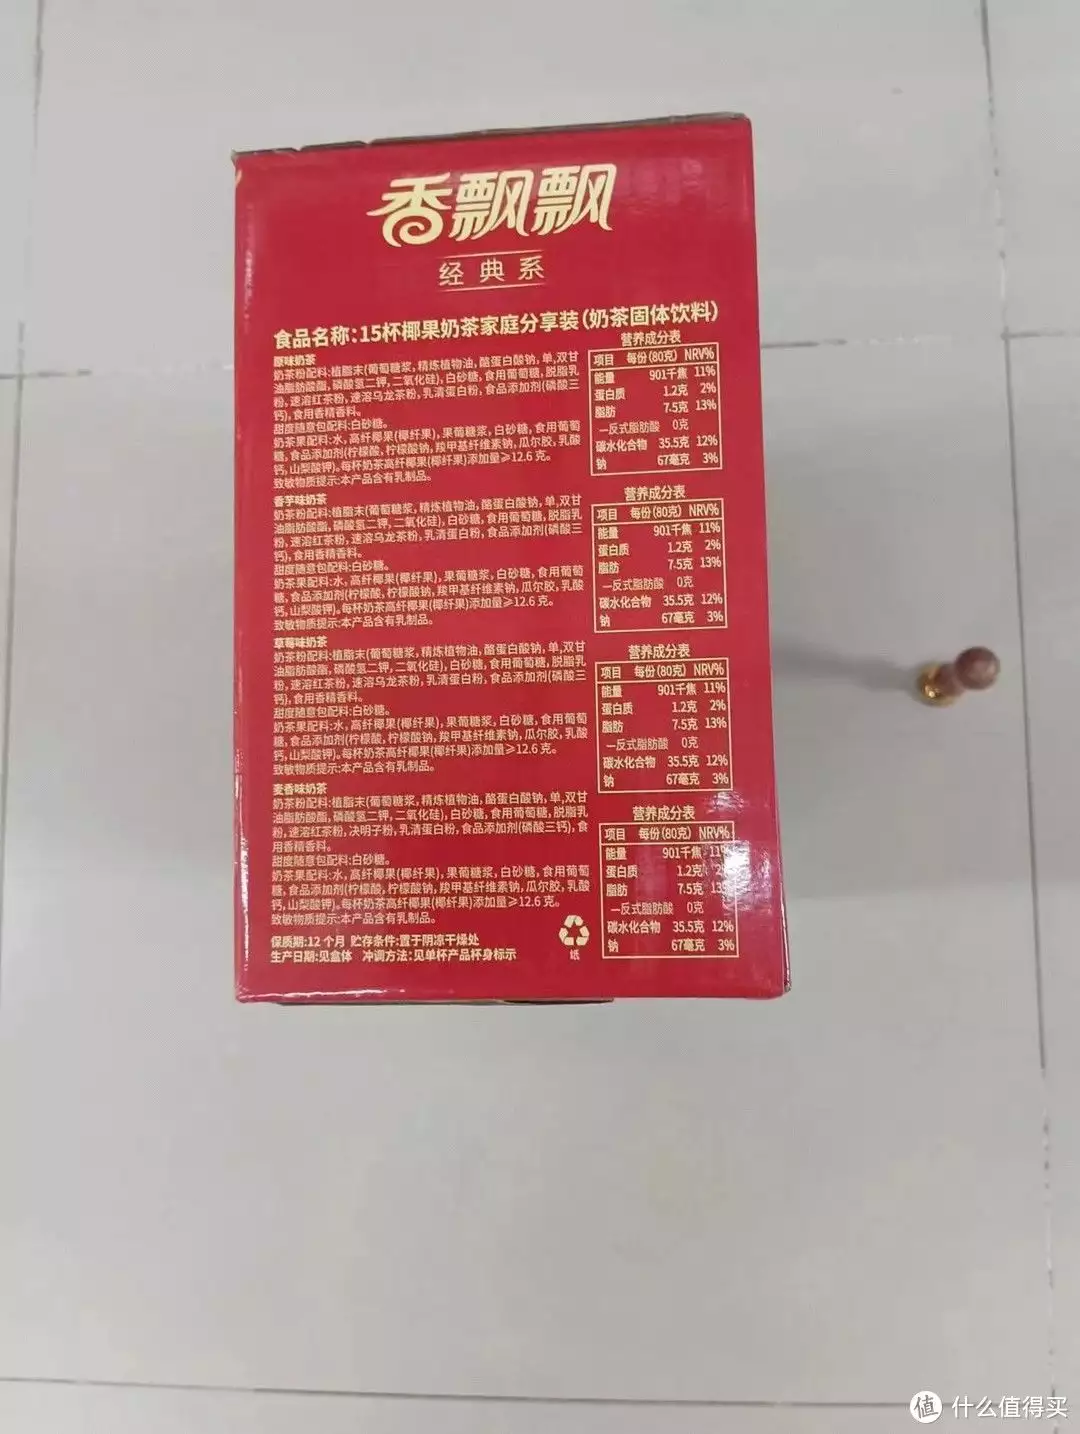 香飘飘
经典系
食品名称:15杯椰果奶茶家庭分享装(奶茶固体饮料)
原味奶茶
奶茶粉配料:植脂末(葡萄糖浆,精炼植物油,酪蛋白酸钠,单,双甘
油脂肪酸酯,磷酸氢二钾,二氧化硅),白砂糖,食用葡萄糖,脱脂乳
粉,速溶红茶粉,速溶乌龙茶粉,乳清蛋白粉,食品添加剂(磷酸三
钙),食用香精香料。
甜度随意包配料:白砂糖。
奶茶果配料:水,高纤椰果(椰纤果),果葡糖浆,白砂糖,食用葡萄
糖,食品添加剂(柠檬酸,柠檬酸钠,羧甲基纤维素钠,瓜尔胶,乳酸
钙,山梨酸钾)。每杯奶茶高纤椰果(椰纤果)添加量≥12.6 克。
致敏物质提示:本产品含有乳制品。
营养成分表
项目 每份(80克) NRV%
能量 901千焦 11%
蛋白质 1.2克 2%
脂肪 7.5克 13%
—反式脂肪酸 0克
碳水化合物 35.5克 12%
钠 67毫克 3%
香芋味奶茶
奶茶粉配料:植脂末(葡萄糖浆,精炼植物油,酪蛋白酸钠,单,双甘
油脂肪酸酯,磷酸氢二钾,二氧化硅),白砂糖,食用葡萄糖,脱脂乳
粉,速溶红茶粉,速溶乌龙茶粉,乳清蛋白粉,食品添加剂(磷酸三
钙),食用香精香料。
甜度随意包配料:白砂糖。
奶茶果配料:水,高纤椰果(椰纤果),果葡糖浆,白砂糖,食用葡萄
糖,食品添加剂(柠檬酸,柠檬酸钠,羧甲基纤维素钠,瓜尔胶,乳酸
钙,山梨酸钾)。每杯奶茶高纤椰果(椰纤果)添加量≥12.6 克。
致敏物质提示:本产品含有乳制品。
营养成分表
项目 每份(80克) NRV%
能量 901千焦 11%
蛋白质 1.2克 2%
脂肪 7.5克 13%
—反式脂肪酸 0克
碳水化合物 35.5克 12%
钠 67毫克 3%
草莓味奶茶
奶茶粉配料:植脂末(葡萄糖浆,精炼植物油,酪蛋白酸钠,单,双甘
油脂肪酸酯,磷酸氢二钾,二氧化硅),白砂糖,食用葡萄糖,脱脂乳
粉,速溶红茶粉,速溶乌龙茶粉,乳清蛋白粉,食品添加剂(磷酸三
钙),食用香精香料。
甜度随意包配料:白砂糖。
奶茶果配料:水,高纤椰果(椰纤果),果葡糖浆,白砂糖,食用葡萄
糖,食品添加剂(柠檬酸,柠檬酸钠,羧甲基纤维素钠,瓜尔胶,乳酸
钙,山梨酸钾)。每杯奶茶高纤椰果(椰纤果)添加量≥12.6 克。
致敏物质提示:本产品含有乳制品。
营养成分表
项目 每份(80克) NRV%
能量 901千焦 11%
蛋白质 1.2克 2%
脂肪 7.5克 13%
—反式脂肪酸 0克
碳水化合物 35.5克 12%
钠 67毫克 3%
麦香味奶茶
奶茶粉配料:植脂末(葡萄糖浆,精炼植物油,酪蛋白酸钠,单,双甘
油脂肪酸酯,磷酸氢二钾,二氧化硅),白砂糖,食用葡萄糖,脱脂乳
粉,速溶红茶粉,决明子粉,乳清蛋白粉,食品添加剂(磷酸三钙),食
用香精香料。
甜度随意包配料:白砂糖。
奶茶果配料:水,高纤椰果(椰纤果),果葡糖浆,白砂糖,食用葡萄
糖,食品添加剂(柠檬酸,柠檬酸钠,羧甲基纤维素钠,瓜尔胶,乳酸
钙,山梨酸钾)。每杯奶茶高纤椰果(椰纤果)添加量≥12.6 克。
致敏物质提示:本产品含有乳制品。
营养成分表
项目 每份(80克) NRV%
能量 901千焦 11%
蛋白质 1.2克 2%
脂肪 7.5克 13%
—反式脂肪酸 0克
碳水化合物 35.5克 12%
钠 67毫克 3%
保质期:12 个月 贮存条件:置于阴凉干燥处
生产日期:见盒体 冲调方法:见单杯产品杯身标示
纸
值 什么值得买